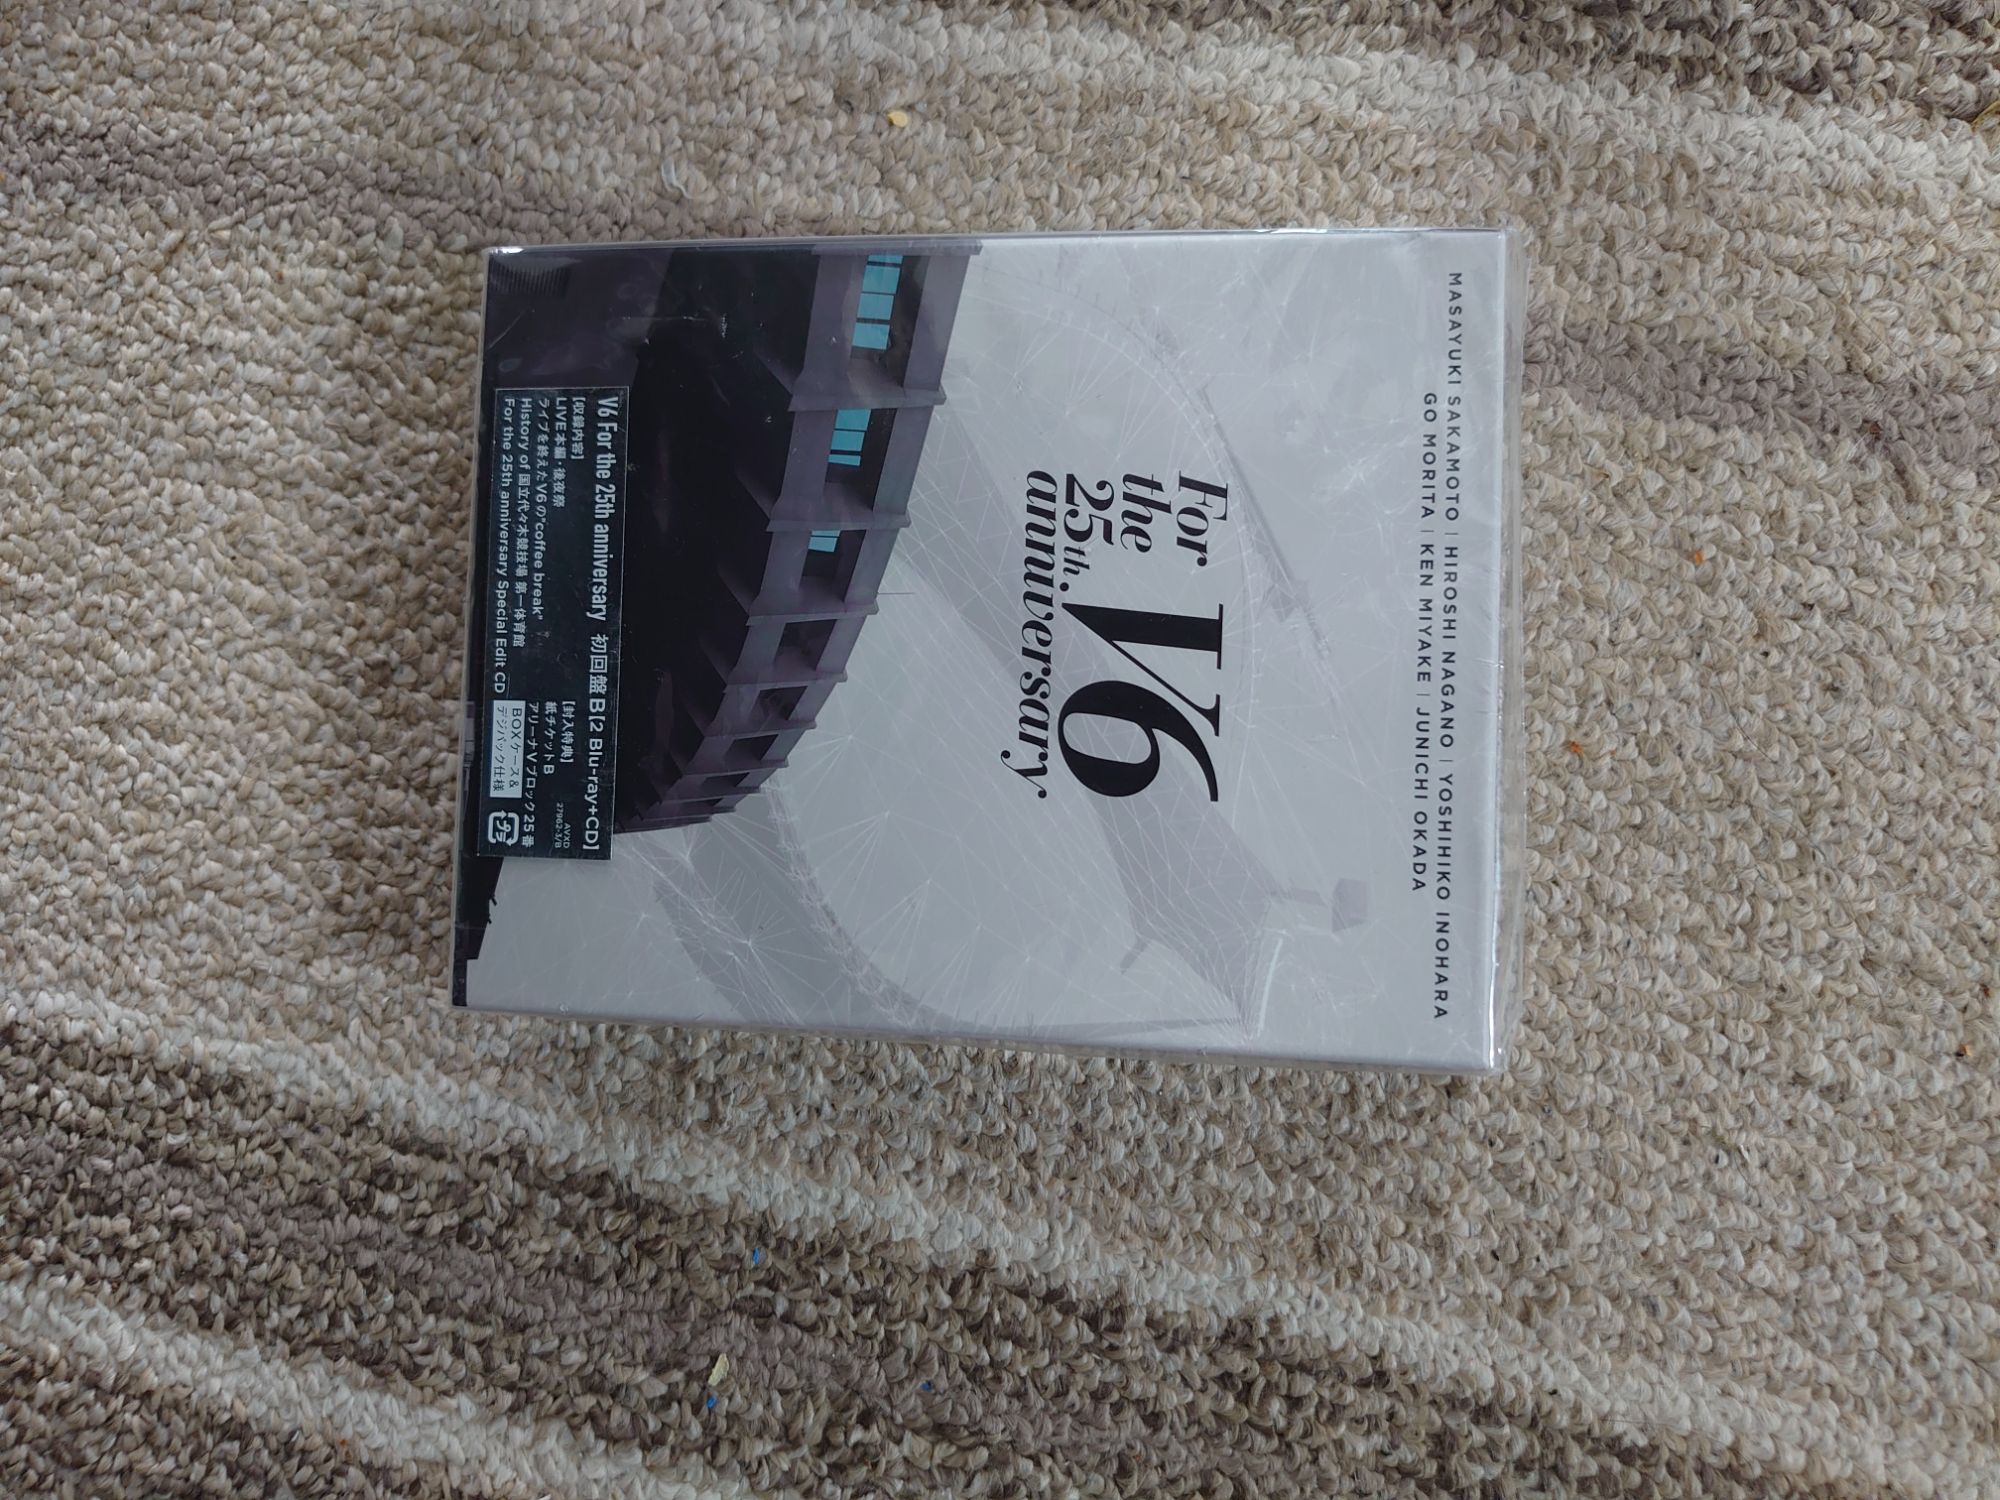 MASAYUKI SAKAMOTO | HIROSHI NAGANO | YOSHIHIKO INOHARA
GO MORITA | KEN MIYAKE | JUNICHI OKADA
For
the
25th
anniversary
V6
V6 For the 25th anniversary 初回盤B[2 Blu-ray+CD]
【収録内容】
LIVE本編・後夜祭
ライブを終えたV6の"coffee break"
History of 国立代々木競技場 第一体育館
For the 25th anniversary Special Edit CD
【封入特典】
紙チケットB
アリーナVブロック25番
AVXD
27962-3/B
BOXケース&
デジパック仕様
プラ